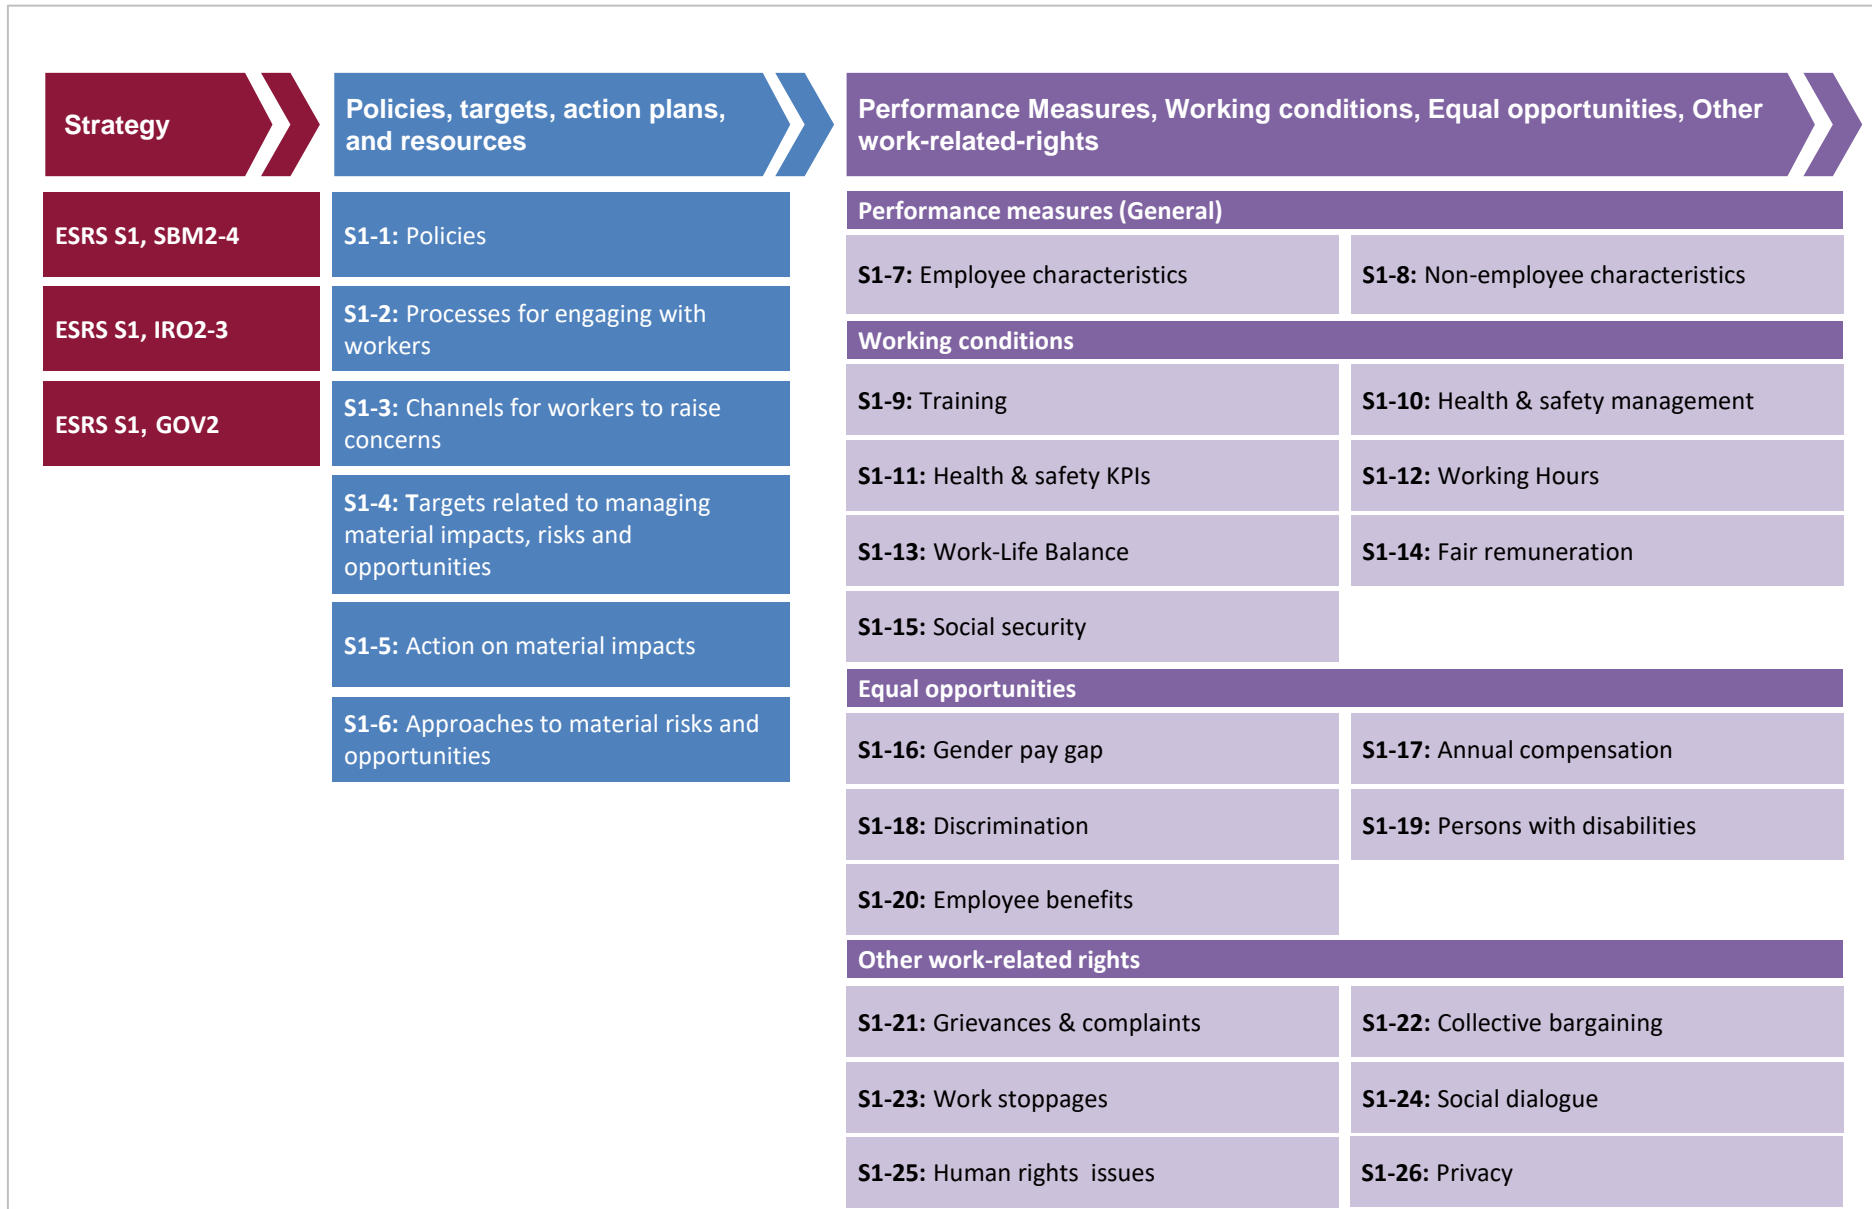 Strategy
Policies, targets, action plans,
and resources
Performance Measures, Working conditions, Equal opportunities, Other
work-related-rights
ESRS S1, SBM2-4
ESRS S1, IRO2-3
ESRS S1, GOV2
S1-1: Policies
S1-2: Processes for engaging with
workers
S1-3: Channels for workers to raise
concerns
S1-4: Targets related to managing
material impacts, risks and
opportunities
S1-5: Action on material impacts
S1-6: Approaches to material risks and
opportunities
Performance measures (General)
S1-7: Employee characteristics
S1-8: Non-employee characteristics
Working conditions
S1-9: Training
S1-10: Health & safety management
S1-11: Health & safety KPIs
S1-12: Working Hours
S1-13: Work-Life Balance
S1-14: Fair remuneration
S1-15: Social security
Equal opportunities
S1-16: Gender pay gap
S1-17: Annual compensation
S1-18: Discrimination
S1-19: Persons with disabilities
S1-20: Employee benefits
Other work-related rights
S1-21: Grievances & complaints
S1-22: Collective bargaining
S1-23: Work stoppages
S1-24: Social dialogue
S1-25: Human rights  issues
S1-26: Privacy